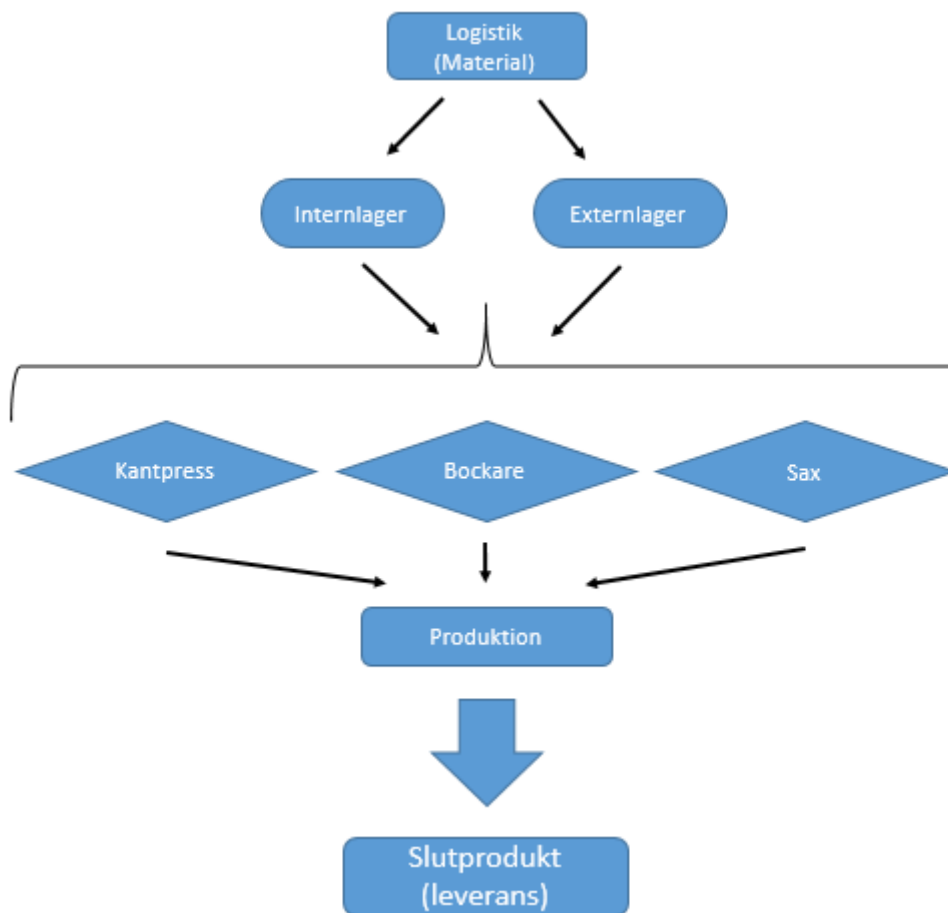 Logistik
(Material)
Internlager
Externlager
Kantpress
Bockare
Sax
Produktion
Slutprodukt
(leverans)